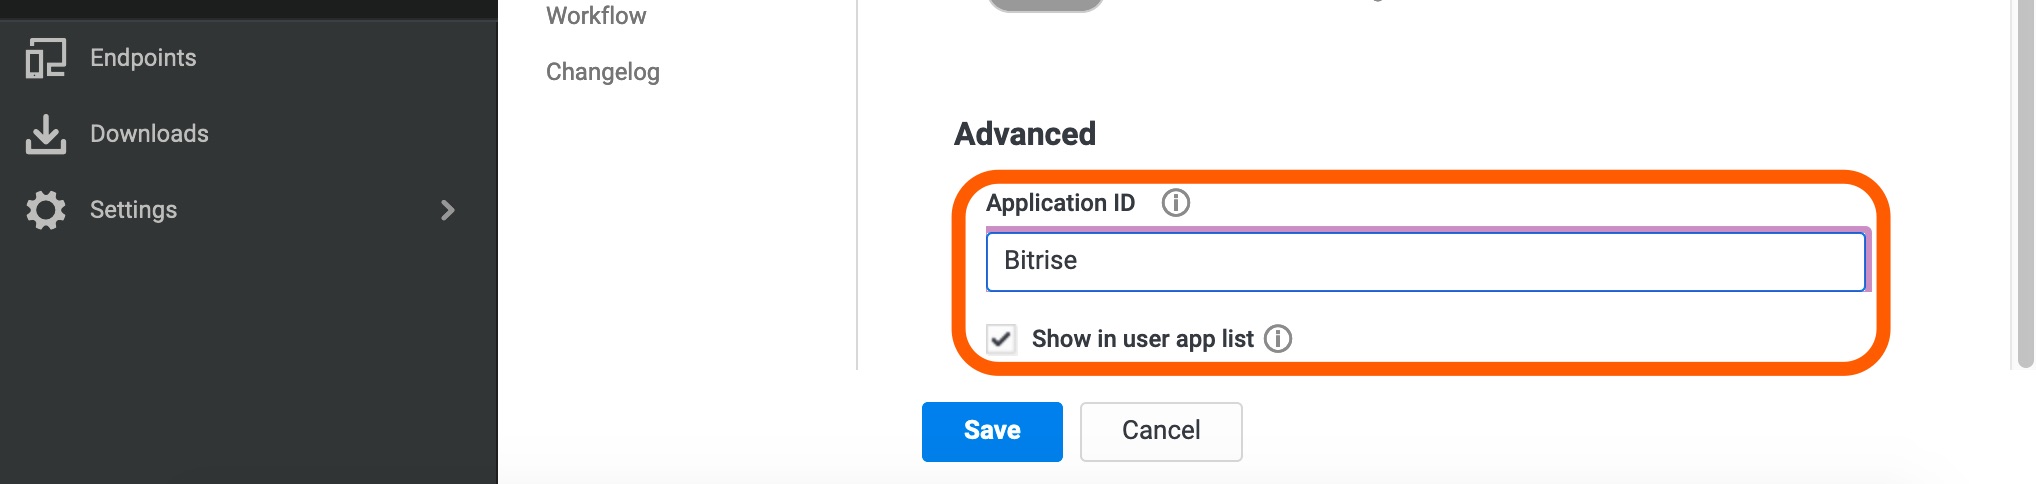 Endpoints
Downloads
Settings
Workflow
Changelog
Advanced
Application ID
Bitrise
Show in user app list
Save
Cancel